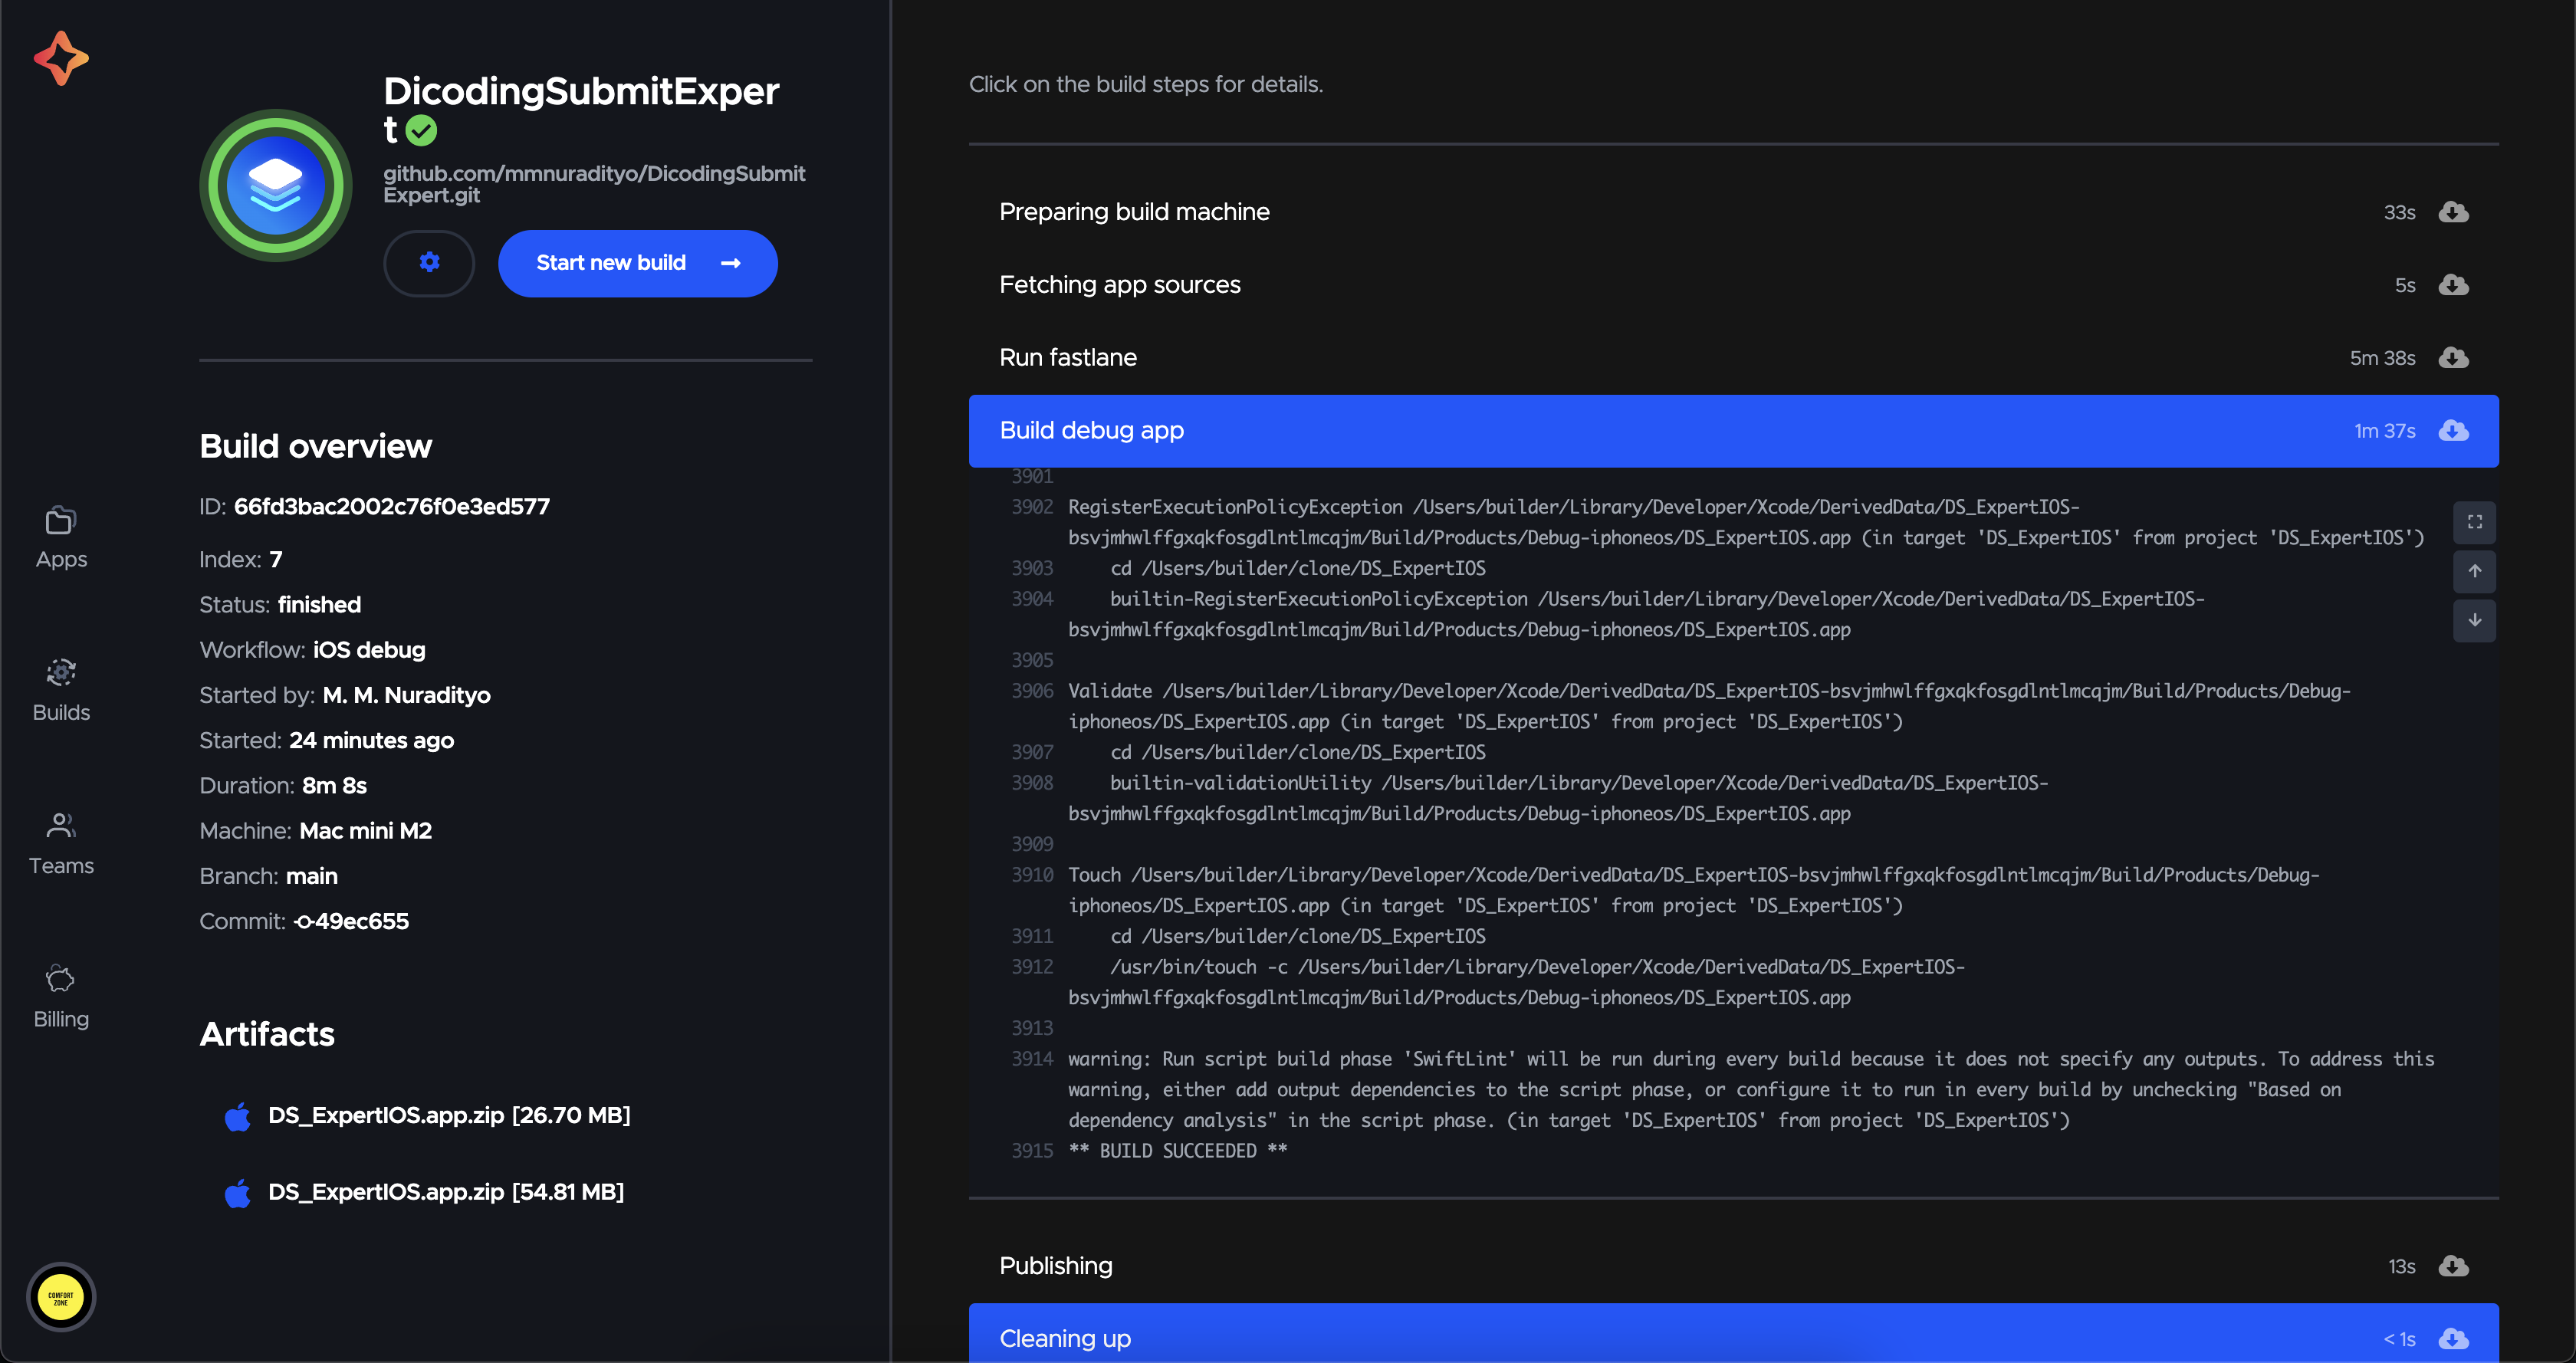 DicodingSubmitExper
t
github.com/mmnuradityo/DicodingSubmit
Expert.git
Start new build
Build overview
ID: 66fd3bac2002c76f0e3ed577
Index: 7
Status: finished
Workflow: iOS debug
Started by: M. M. Nuradityo
Started: 24 minutes ago
Duration: 8m 8s
Machine: Mac mini M2
Branch: main
Commit: 49ec655
Artifacts
DS_ExpertIOS.app.zip [26.70 MB]
DS_ExpertIOS.app.zip [54.81 MB]
Apps
Builds
Teams
Billing
COMFORT
ZONE
Click on the build steps for details.
Preparing build machine 33s
Fetching app sources 5s
Run fastlane 5m 38s
Build debug app 1m 37s
3901
3902 RegisterExecutionPolicyException /Users/builder/Library/Developer/Xcode/DerivedData/DS_ExpertIOS-
bsvjmhwlffgxqkfosgdlntlmcqjm/Build/Products/Debug-iphoneos/DS_ExpertIOS.app (in target 'DS_ExpertIOS' from project 'DS_ExpertIOS')
3903 cd /Users/builder/clone/DS_ExpertIOS
3904 builtin-RegisterExecutionPolicyException /Users/builder/Library/Developer/Xcode/DerivedData/DS_ExpertIOS-
bsvjmhwlffgxqkfosgdlntlmcqjm/Build/Products/Debug-iphoneos/DS_ExpertIOS.app
3905
3906 Validate /Users/builder/Library/Developer/Xcode/DerivedData/DS_ExpertIOS-bsvjmhwlffgxqkfosgdlntlmcqjm/Build/Products/Debug-
iphoneos/DS_ExpertIOS.app (in target 'DS_ExpertIOS' from project 'DS_ExpertIOS')
3907 cd /Users/builder/clone/DS_ExpertIOS
3908 builtin-validationUtility /Users/builder/Library/Developer/Xcode/DerivedData/DS_ExpertIOS-
bsvjmhwlffgxqkfosgdlntlmcqjm/Build/Products/Debug-iphoneos/DS_ExpertIOS.app
3909
3910 Touch /Users/builder/Library/Developer/Xcode/DerivedData/DS_ExpertIOS-bsvjmhwlffgxqkfosgdlntlmcqjm/Build/Products/Debug-
iphoneos/DS_ExpertIOS.app (in target 'DS_ExpertIOS' from project 'DS_ExpertIOS')
3911 cd /Users/builder/clone/DS_ExpertIOS
3912 /usr/bin/touch -c /Users/builder/Library/Developer/Xcode/DerivedData/DS_ExpertIOS-
bsvjmhwlffgxqkfosgdlntlmcqjm/Build/Products/Debug-iphoneos/DS_ExpertIOS.app
3913
3914 warning: Run script build phase 'SwiftLint' will be run during every build because it does not specify any outputs. To address this
warning, either add output dependencies to the script phase, or configure it to run in every build by unchecking "Based on
dependency analysis" in the script phase. (in target 'DS_ExpertIOS' from project 'DS_ExpertIOS')
3915 ** BUILD SUCCEEDED **
Publishing 13s
Cleaning up < 1s